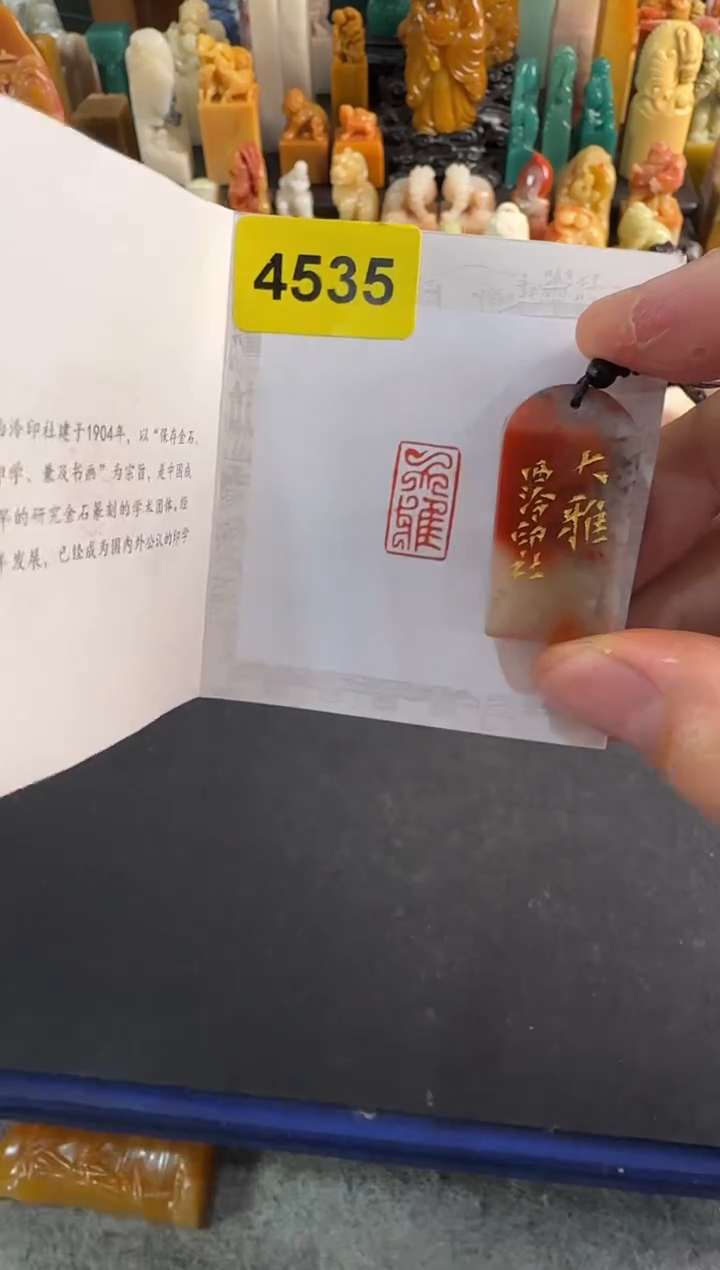 4535
泠印社建于1904年，以“保存金石，
印学、兼及书画”为宗旨，是中国成
的研究金石篆刻的学术团体。经
发展，已经成为国内外公认的印学
大雅
西泠印社